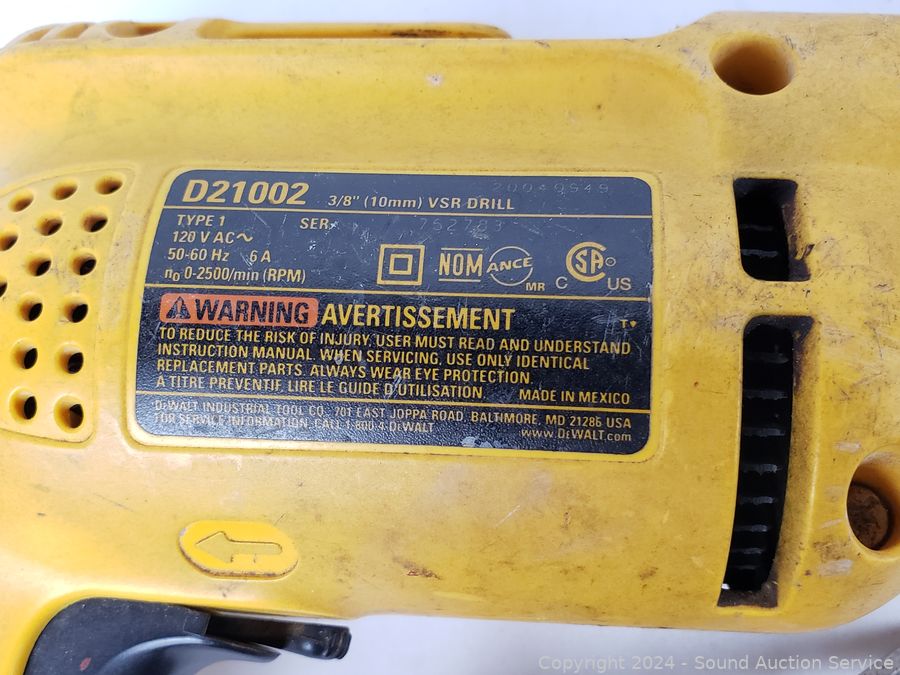 D21002 3/8" (10mm) VSR DRILL
TYPE 1 SER.
120 V AC ~
50-60 Hz 6 A
n₀ 0-2500/min (RPM)
NOM ANCE MR
C SA US
⚠WARNING AVERTISSEMENT
TO REDUCE THE RISK OF INJURY, USER MUST READ AND UNDERSTAND
INSTRUCTION MANUAL. WHEN SERVICING, USE ONLY IDENTICAL
REPLACEMENT PARTS. ALWAYS WEAR EYE PROTECTION.
À TITRE PRÉVENTIF, LIRE LE GUIDE D'UTILISATION. MADE IN MEXICO
DEWALT INDUSTRIAL TOOL CO., 701 EAST JOPPA ROAD, BALTIMORE, MD 21286 USA
FOR SERVICE INFORMATION, CALL 1-800-4-DEWALT www.DEWALT.com
Copyright 2024 - Sound Auction Service